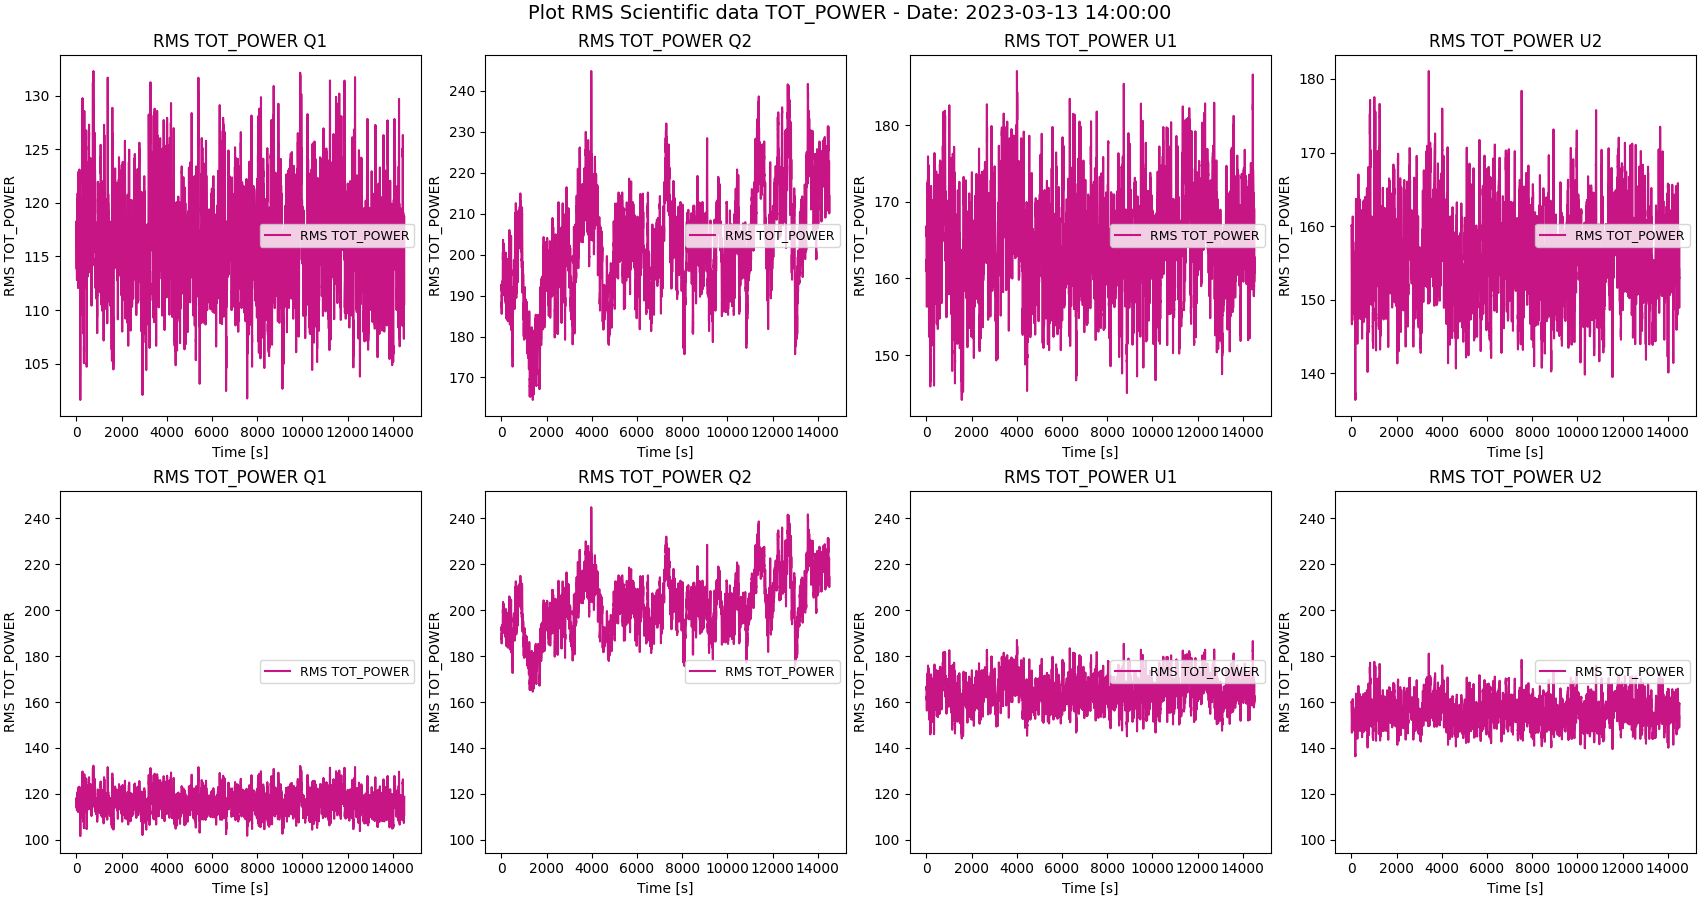 Plot RMS Scientific data TOT_POWER - Date: 2023-03-13 14:00:00
RMS TOT_POWER Q1
RMS TOT_POWER
130
125
120
115
110
105
RMS TOT_POWER
0 2000 4000 6000 8000 10000 12000 14000
Time [s]
RMS TOT_POWER Q2
RMS TOT_POWER
240
230
220
210
200
190
180
170
RMS TOT_POWER
0 2000 4000 6000 8000 10000 12000 14000
Time [s]
RMS TOT_POWER U1
RMS TOT_POWER
180
170
160
150
RMS TOT_POWER
0 2000 4000 6000 8000 10000 12000 14000
Time [s]
RMS TOT_POWER U2
RMS TOT_POWER
180
170
160
150
140
RMS TOT_POWER
0 2000 4000 6000 8000 10000 12000 14000
Time [s]
RMS TOT_POWER Q1
RMS TOT_POWER
240
220
200
180
160
140
120
100
RMS TOT_POWER
0 2000 4000 6000 8000 10000 12000 14000
Time [s]
RMS TOT_POWER Q2
RMS TOT_POWER
240
220
200
180
160
140
120
100
RMS TOT_POWER
0 2000 4000 6000 8000 10000 12000 14000
Time [s]
RMS TOT_POWER U1
RMS TOT_POWER
240
220
200
180
160
140
120
100
RMS TOT_POWER
0 2000 4000 6000 8000 10000 12000 14000
Time [s]
RMS TOT_POWER U2
RMS TOT_POWER
240
220
200
180
160
140
120
100
RMS TOT_POWER
0 2000 4000 6000 8000 10000 12000 14000
Time [s]